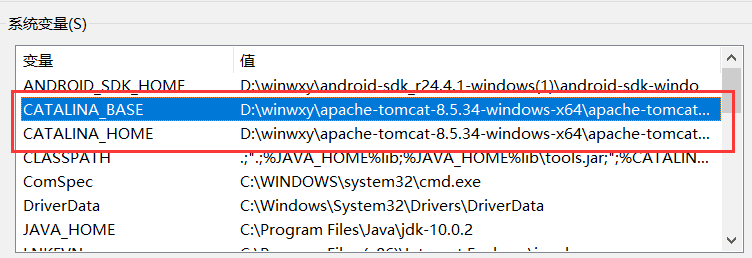 系统变量(S)
变量 值
ANDROID_SDK_HOME D:\winwxy\android-sdk_r24.4.1-windows(1)\android-sdk-windo...
CATALINA_BASE D:\winwxy\apache-tomcat-8.5.34-windows-x64\apache-tomcat...
CATALINA_HOME D:\winwxy\apache-tomcat-8.5.34-windows-x64\apache-tomcat...
CLASSPATH .;".;%JAVA_HOME%lib;%JAVA_HOME%lib\tools.jar;";%CATALIN...
ComSpec C:\WINDOWS\system32\cmd.exe
DriverData C:\Windows\System32\Drivers\DriverData
JAVA_HOME C:\Program Files\Java\jdk-10.0.2